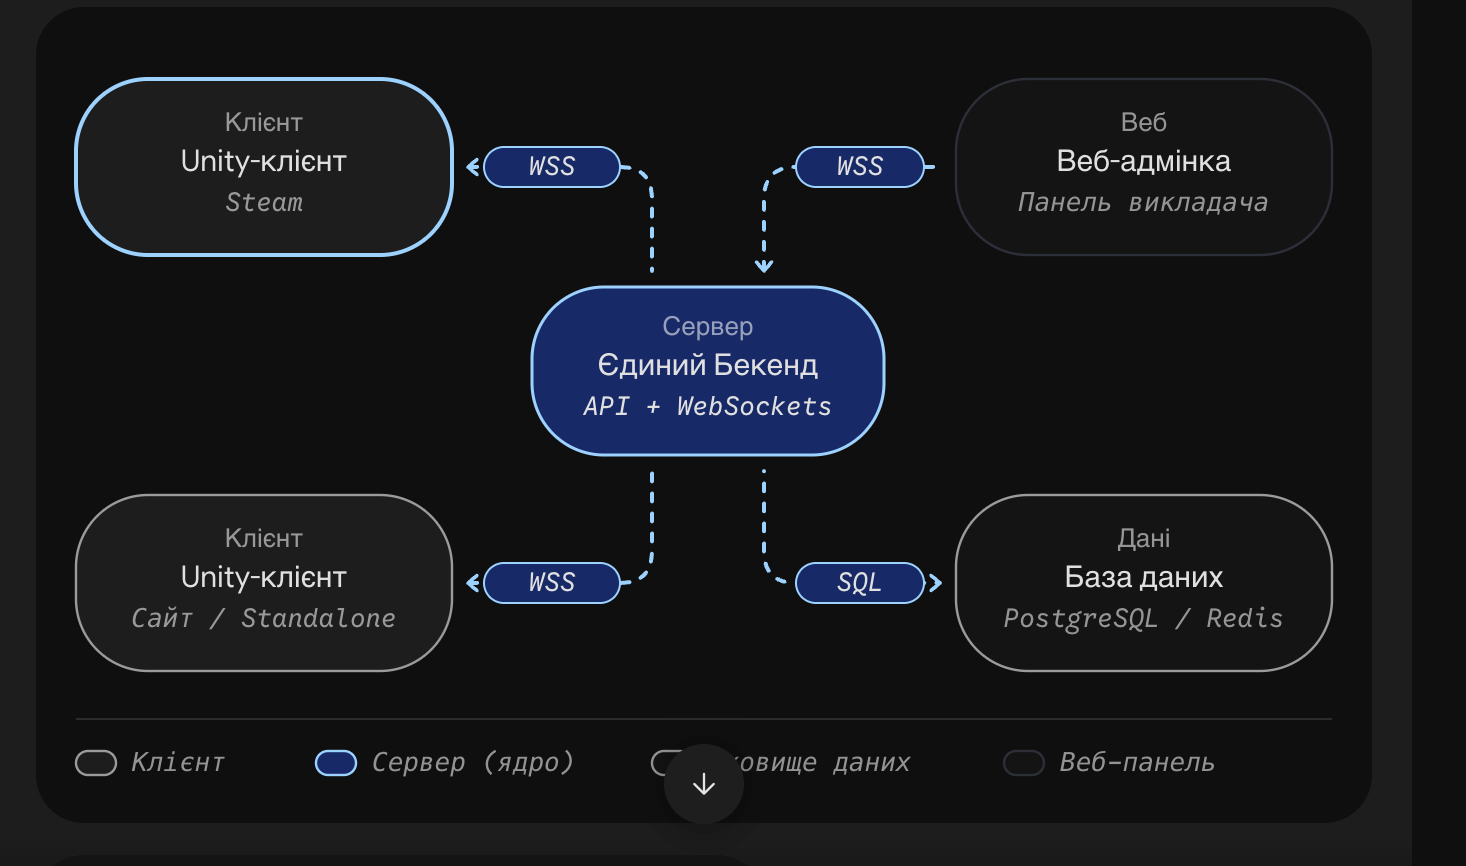 Клієнт
Unity-клієнт
Steam
WSS
WSS
Веб
Веб-адмінка
Панель викладача
Сервер
Єдиний Бекенд
API + WebSockets
Клієнт
Unity-клієнт
Сайт / Standalone
WSS
SQL
Дані
База даних
PostgreSQL / Redis
Клієнт
Сервер (ядро)
даних
Веб-панель